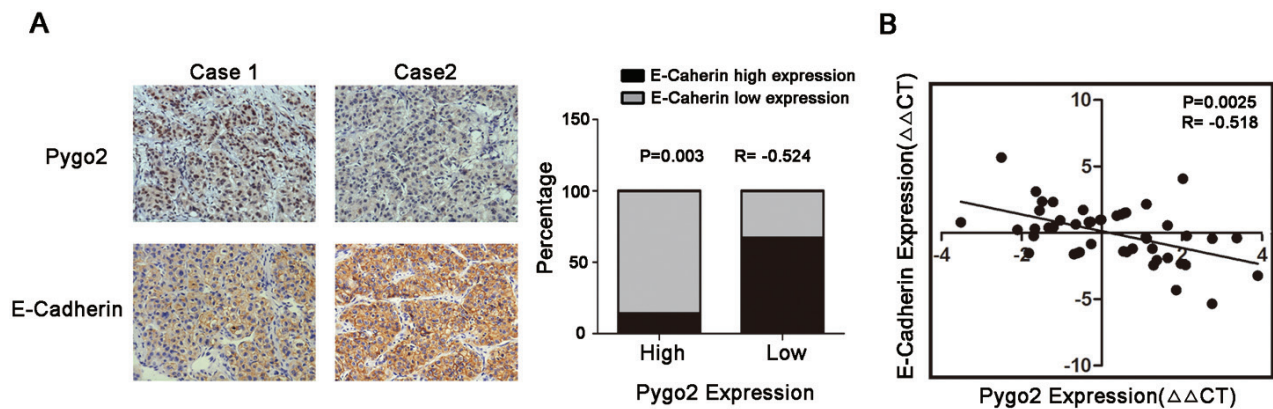 A
Case 1
Case2
Pygo2
E-Cadherin
E-Caherin high expression
E-Caherin low expression
P=0.003
R= -0.524
Percentage
150
100
50
0
High
Low
Pygo2 Expression
B
P=0.0025
R= -0.518
E-Cadherin Expression(△△CT)
10
5
-5
-10
-4
-2
2
4
Pygo2 Expression(△△CT)